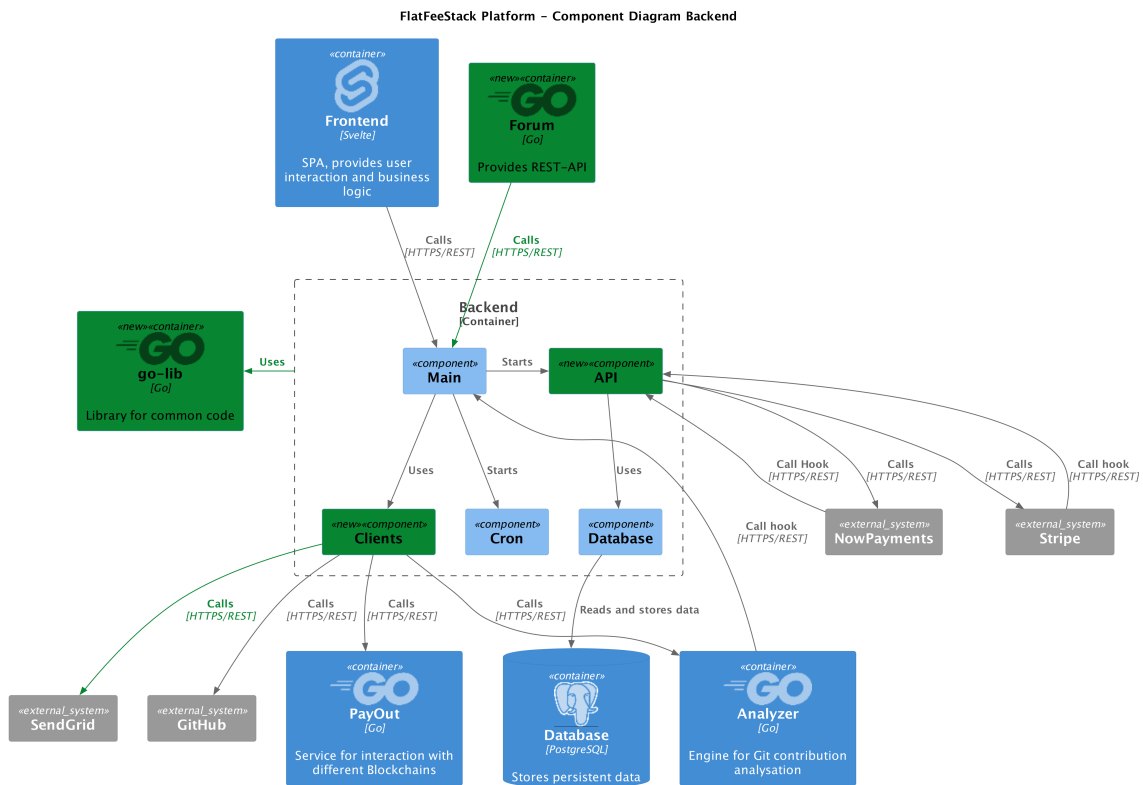 FlatFeeStack Platform - Component Diagram Backend
«container»
Frontend
[Svelte]
SPA, provides user
interaction and business
logic
«new»«container»
GO
Forum
[Go]
Provides REST-API
Calls
[HTTPS/REST]
Calls
[HTTPS/REST]
Backend
[Container]
«new»«container»
GO
go-lib
[Go]
Library for common code
Uses
«component»
Main
Starts
«new»«component»
API
Uses
Starts
Uses
Call Hook
[HTTPS/REST]
Calls
[HTTPS/REST]
Calls
[HTTPS/REST]
Call hook
[HTTPS/REST]
«new»«component»
Clients
«component»
Cron
«component»
Database
Call hook
[HTTPS/REST]
«external_system»
NowPayments
«external_system»
Stripe
Calls
[HTTPS/REST]
Calls
[HTTPS/REST]
Calls
[HTTPS/REST]
Calls
[HTTPS/REST]
Reads and stores data
«external_system»
SendGrid
«external_system»
GitHub
«container»
GO
PayOut
[Go]
Service for interaction with
different Blockchains
«container»
Database
[PostgreSQL]
Stores persistent data
«container»
GO
Analyzer
[Go]
Engine for Git contribution
analysation